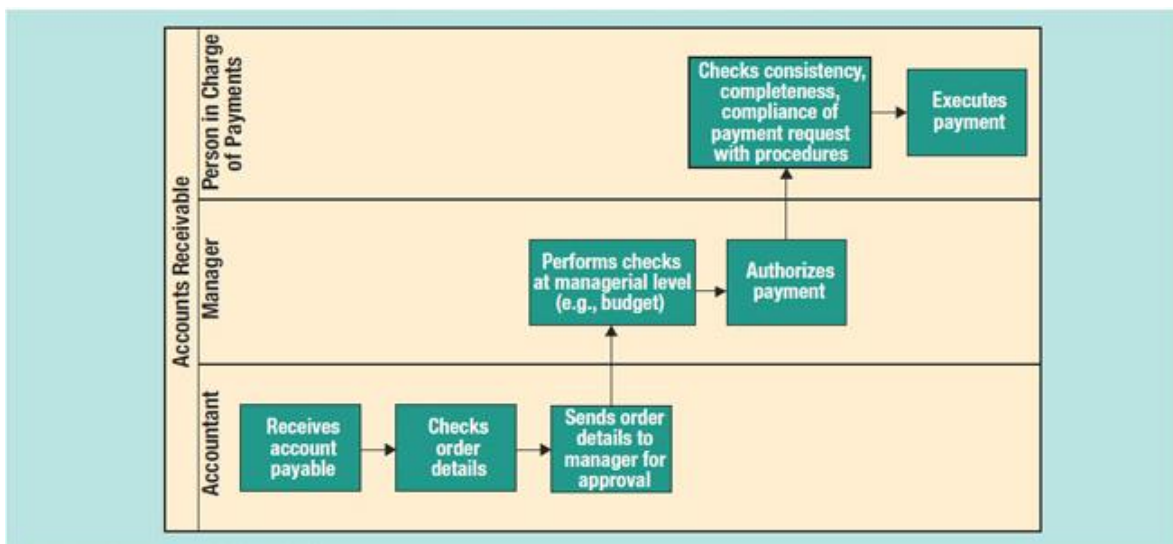 Accounts Receivable
Person in Charge
of Payments
Checks consistency,
completeness,
compliance of
payment request
with procedures
Executes
payment
Manager
Performs checks
at managerial level
(e.g., budget)
Authorizes
payment
Accountant
Receives
account
payable
Checks
order
details
Sends order
details to
manager for
approval